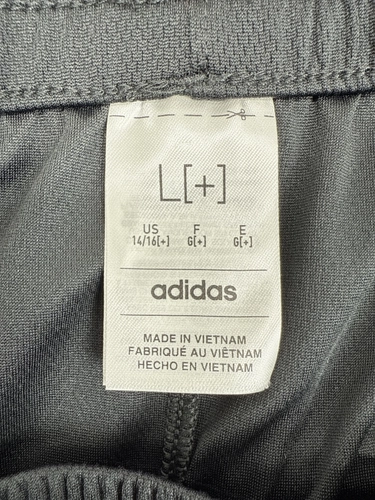 L[+]
US F E
14/16[+] G[+] G[+]
adidas
MADE IN VIETNAM
FABRIQUÉ AU VIÊTNAM
HECHO EN VIETNAM